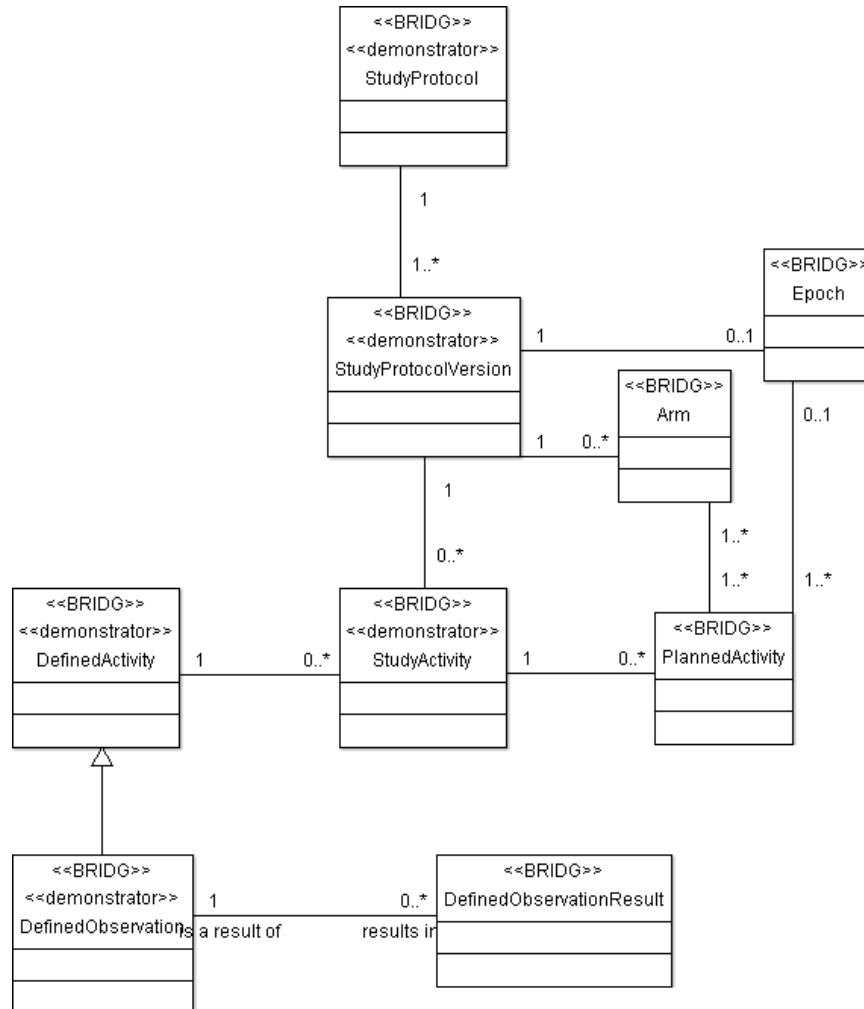 <<BRIDG>>
<<demonstrator>>
StudyProtocol
1
1..*
<<BRIDG>>
<<demonstrator>>
StudyProtocolVersion
1
0..1
<<BRIDG>>
Epoch
1
0..*
<<BRIDG>>
Arm
0..1
1
0..*
1..*
1..*
1..*
<<BRIDG>>
<<demonstrator>>
DefinedActivity
1
0..*
<<BRIDG>>
<<demonstrator>>
StudyActivity
1
0..*
<<BRIDG>>
PlannedActivity
<<BRIDG>>
<<demonstrator>>
DefinedObservation
1
0..*
is a result of
results in
<<BRIDG>>
DefinedObservationResult